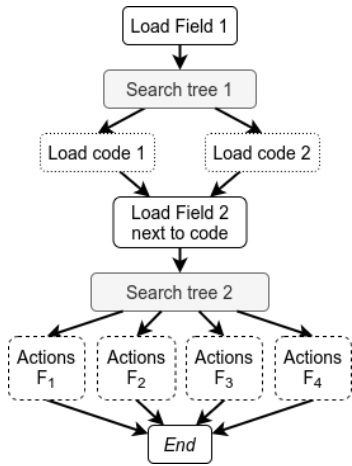 Load Field 1
Search tree 1
Load code 1
Load code 2
Load Field 2
next to code
Search tree 2
Actions
F₁
Actions
F₂
Actions
F₃
Actions
F₄
End